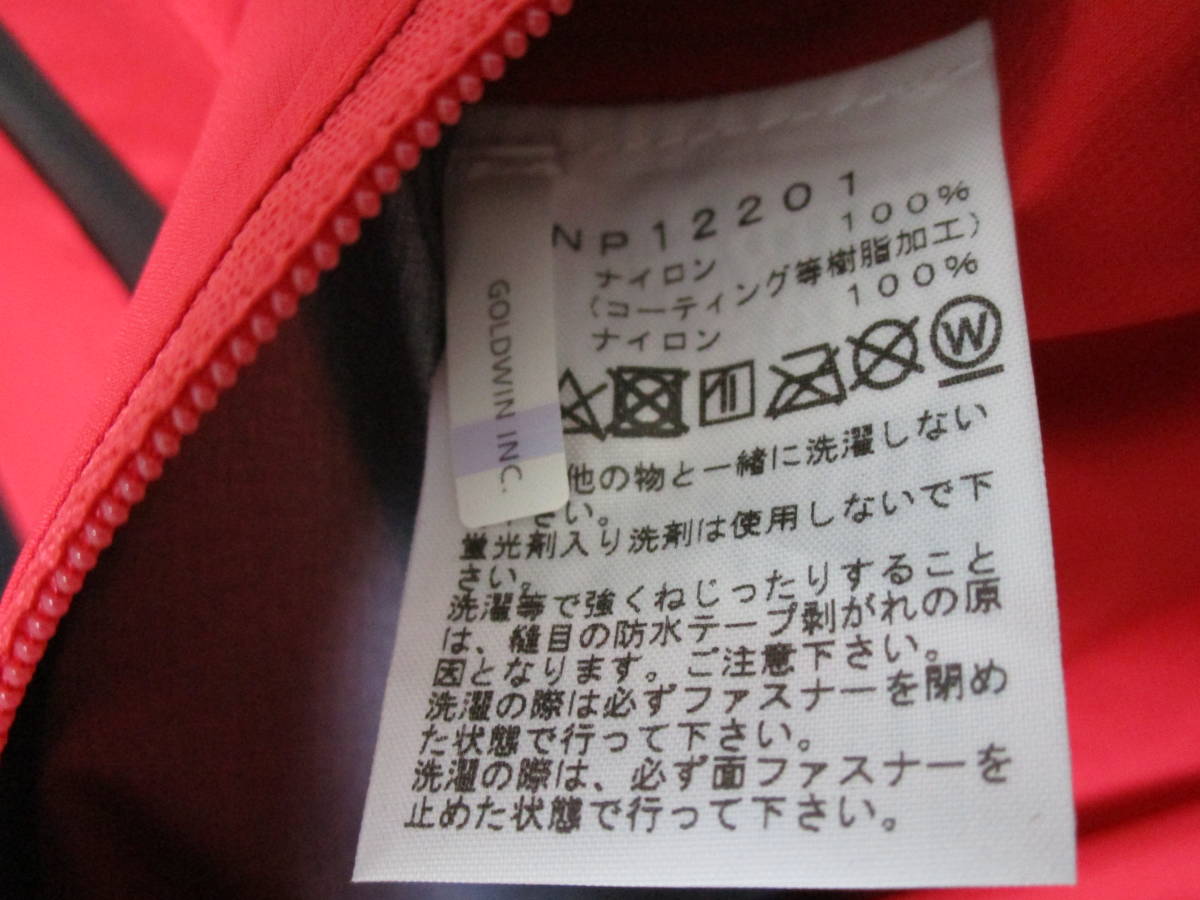 NP12201
100%
ナイロン
(コーティング等樹脂加工)
100%
ナイロン
W
GOLDWIN INC.
他の物と一緒に洗濯しない
さい。
蛍光剤入り洗剤は使用しないで下
さい。
洗濯等で強くねじったりすること
は、縫目の防水テープ剥がれの原
因となります。ご注意下さい。
洗濯の際は必ずファスナーを閉め
た状態で行って下さい。
洗濯の際は、必ず面ファスナーを
止めた状態で行って下さい。